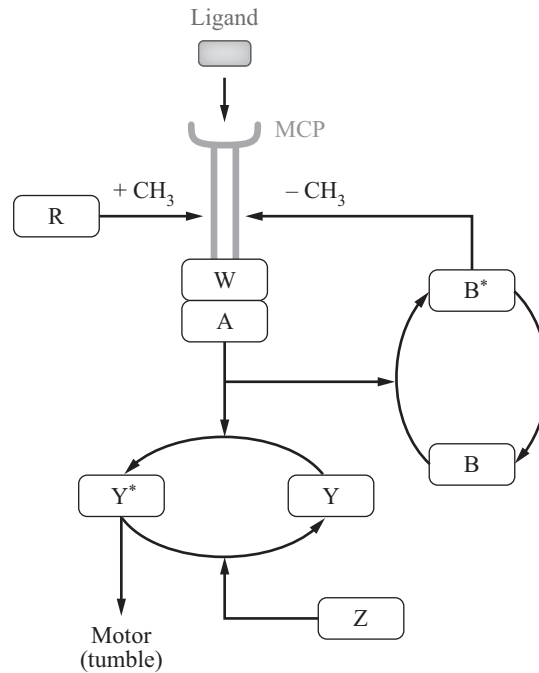 Ligand
MCP
+ CH3
– CH3
R
W
B*
A
B
Y*
Y
Z
Motor
(tumble)